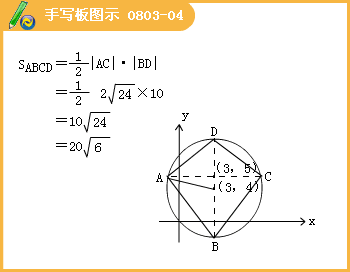 手写板图示 0803-04
S_ABCD=1/2|AC|·|BD|
=1/2 2√24×10
=10√24
=20√6
y
D
(3, 5)
A
C
(3, 4)
x
B